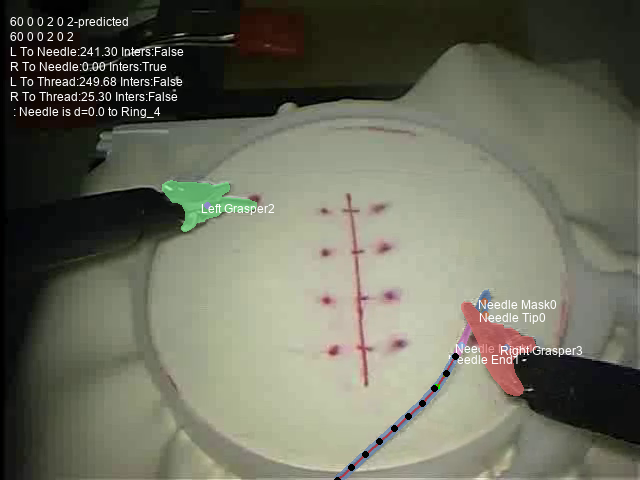 60 0 0 2 0 2-predicted
60 0 0 2 0 2
L To Needle:241.30 Inters:False
R To Needle:0.00 Inters:True
L To Thread:249.68 Inters:False
R To Thread:25.30 Inters:False
: Needle is d=0.0 to Ring_4
Left Grasper2
Needle Mask0
Needle Tip0
Needle
Right Grasper3
eedle End1